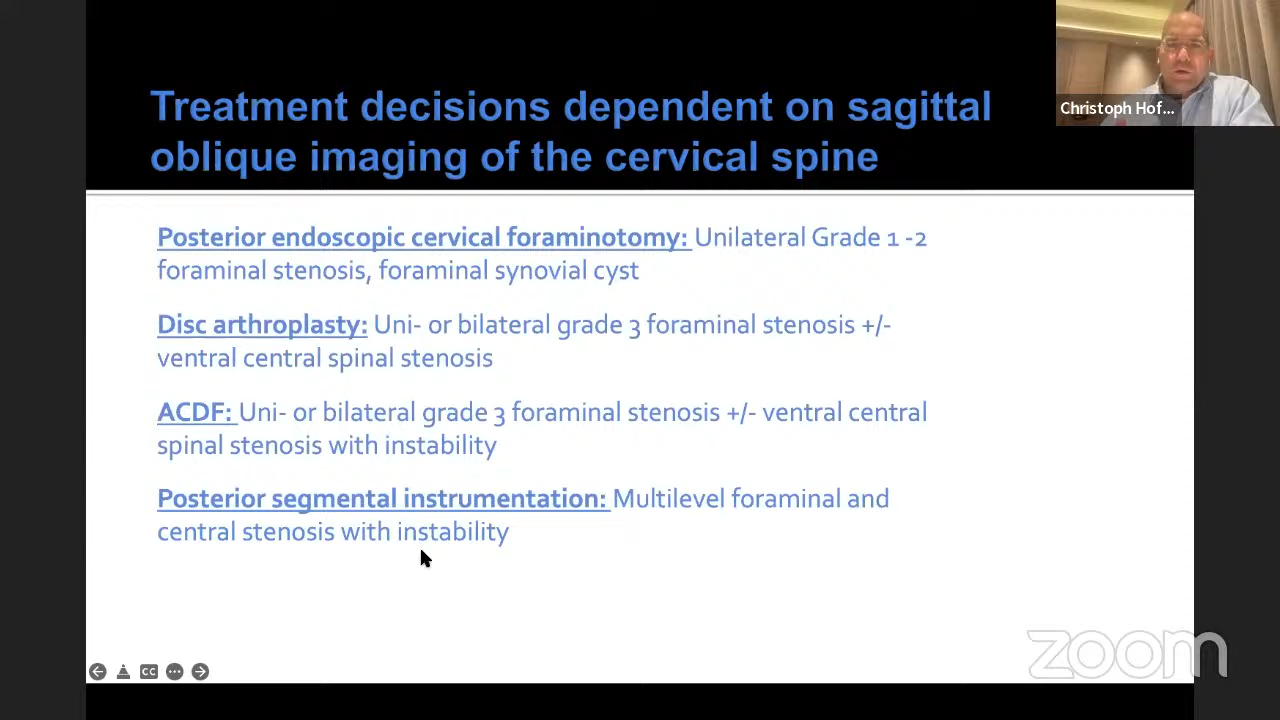 Christoph Hof...
Treatment decisions dependent on sagittal
oblique imaging of the cervical spine
Posterior endoscopic cervical foraminotomy: Unilateral Grade 1 -2
foraminal stenosis, foraminal synovial cyst
Disc arthroplasty: Uni- or bilateral grade 3 foraminal stenosis +/-
ventral central spinal stenosis
ACDF: Uni- or bilateral grade 3 foraminal stenosis +/- ventral central
spinal stenosis with instability
Posterior segmental instrumentation: Multilevel foraminal and
central stenosis with instability
CC
zoom